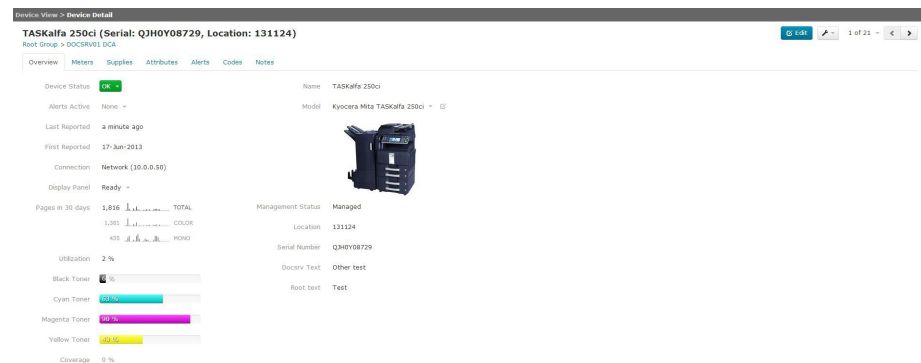 Device View > Device Detail
TASKalfa 250ci (Serial: QJH0Y08729, Location: 131124)
Edit
1 of 21
Root Group > DOCSRV01 DCA
Overview Meters Supplies Attributes Alerts Codes Notes
Device Status OK Name TASKalfa 250ci
Alerts Active None Model Kyocera Mita TASKalfa 250ci
Last Reported a minute ago
First Reported 17-Jun-2013
Connection Network (10.0.0.50)
Display Panel Ready
Pages in 30 days 1,816 TOTAL Management Status Managed
1,381 COLOR Location 131124
435 MONO
Serial Number QJH0Y08729
Utilization 2 %
Docsrv Text Other test
Black Toner %
Root text Test
Cyan Toner 63 %
Magenta Toner 90 %
Yellow Toner %
Coverage 0 %